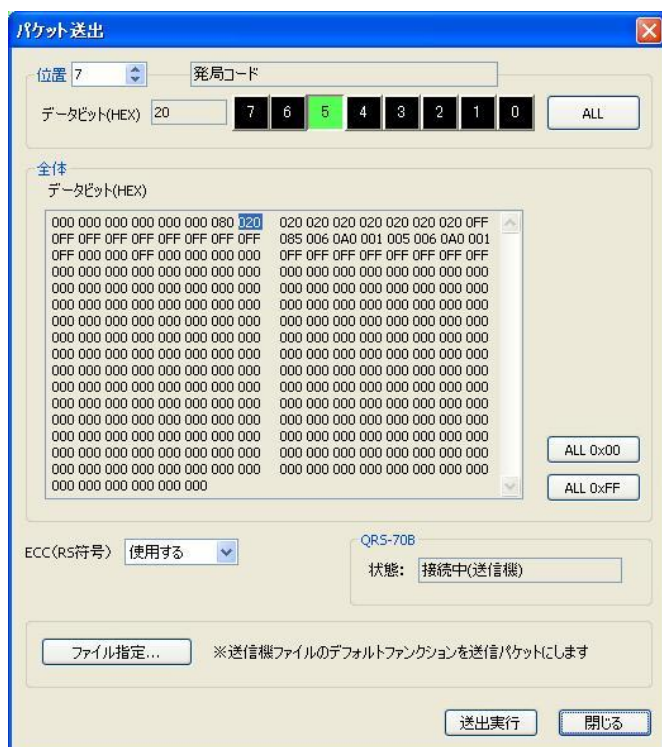 パケット送出
位置 7 発局コード
データビット(HEX) 20 7 6 5 4 3 2 1 0 ALL
全体
データビット(HEX)
000 000 000 000 000 000 080 020 020 020 020 020 020 020 020 0FF
0FF 0FF 0FF 0FF 0FF 0FF 0FF 0FF 085 006 0A0 001 005 006 0A0 001
0FF 000 000 0FF 000 000 000 000 0FF 0FF 0FF 0FF 0FF 0FF 0FF 0FF
000 000 000 000 000 000 000 000 000 000 000 000 000 000 000 000
000 000 000 000 000 000 000 000 000 000 000 000 000 000 000 000
000 000 000 000 000 000 000 000 000 000 000 000 000 000 000 000
000 000 000 000 000 000 000 000 000 000 000 000 000 000 000 000
000 000 000 000 000 000 000 000 000 000 000 000 000 000 000 000
000 000 000 000 000 000 000 000 000 000 000 000 000 000 000 000
000 000 000 000 000 000 000 000 000 000 000 000 000 000 000 000
000 000 000 000 000 000 000 000 000 000 000 000 000 000 000 000
000 000 000 000 000 000 000 000 000 000 000 000 000 000 000 000
000 000 000 000 000 000 000 000 000 000 000 000 000 000 000 000
000 000 000 000 000 000 000 000 000 000 000 000 000 000 000 000
000 000 000 000 000 000 000 000 000 000 000 000 000 000 000 000
000 000 000 000 000 000 000 000 000 000 000 000 000 000 000 000
000 000 000 000 000 000
ALL 0x00
ALL 0xFF
ECC(RS符号) 使用する
QRS-70B
状態: 接続中(送信機)
ファイル指定... ※送信機ファイルのデフォルトファンクションを送信パケットにします
送出実行 閉じる